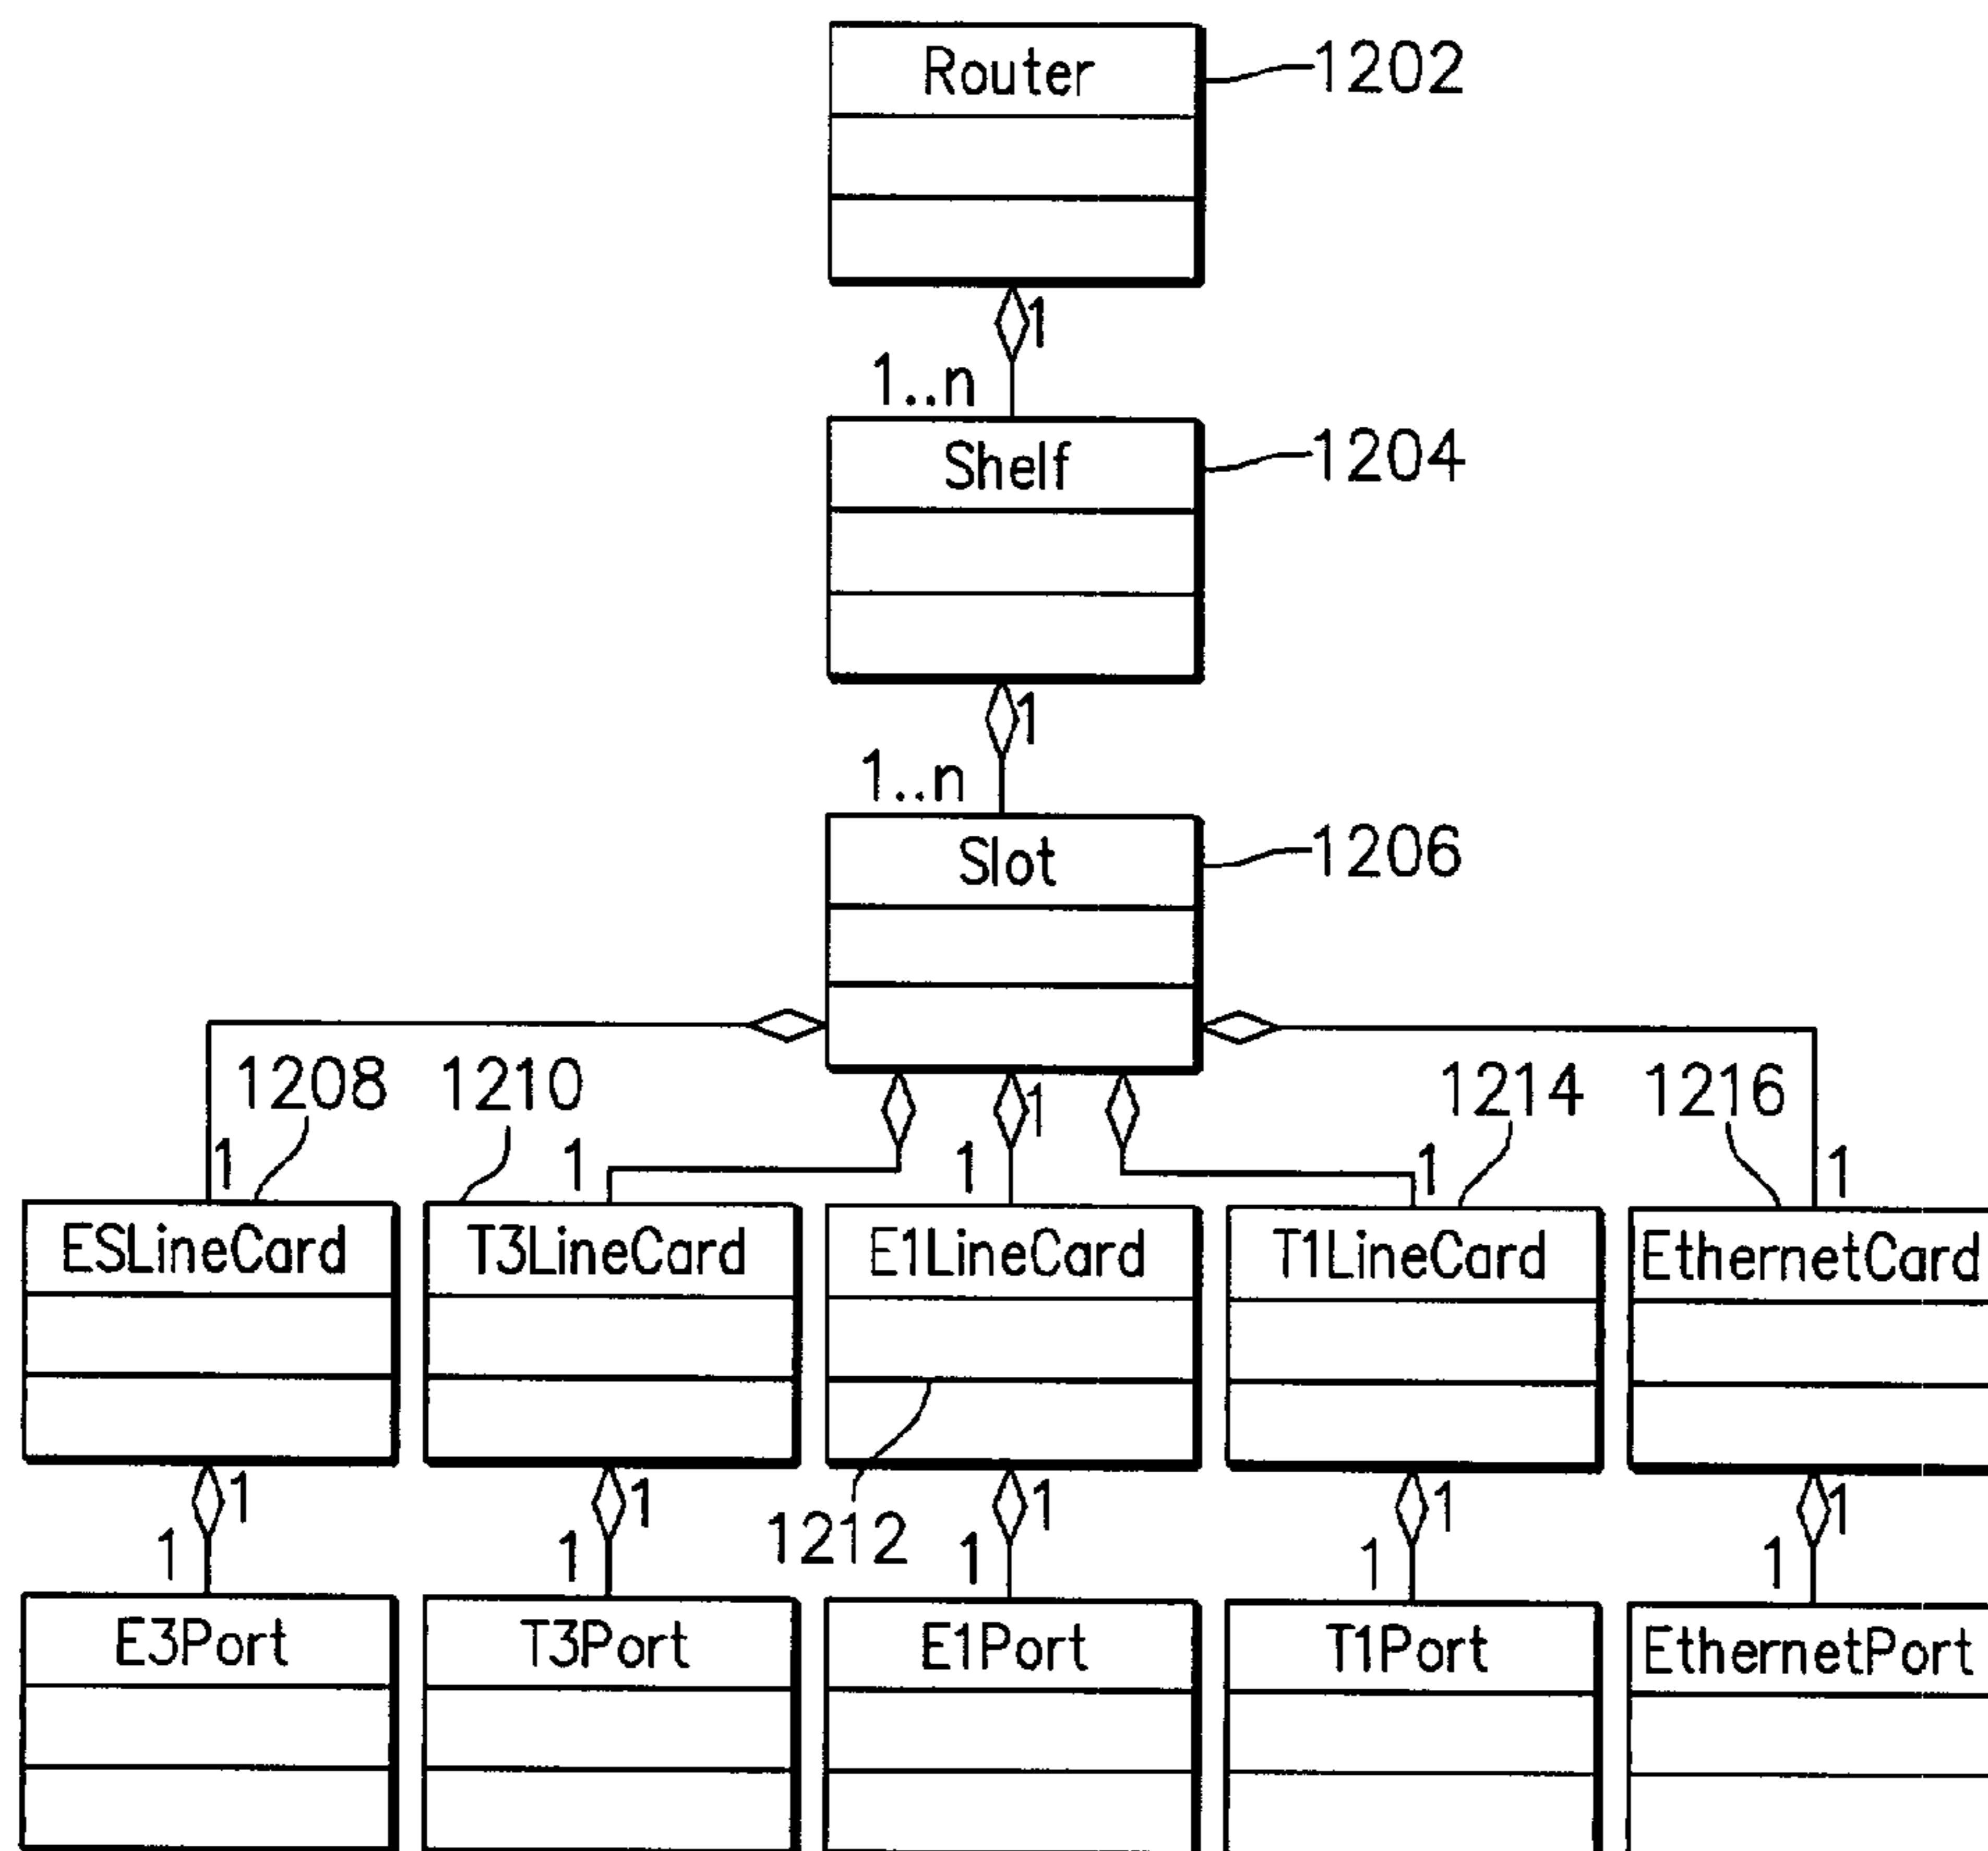 Router
1202
1
1..n
Shelf
1204
1
1..n
Slot
1206
1208
1210
1
1214
1216
1
1
1
1
1
ESLineCard
T3LineCard
E1LineCard
T1LineCard
EthernetCard
1
1
1
1
1
1212
1
1
1
1
1
E3Port
T3Port
E1Port
T1Port
EthernetPort